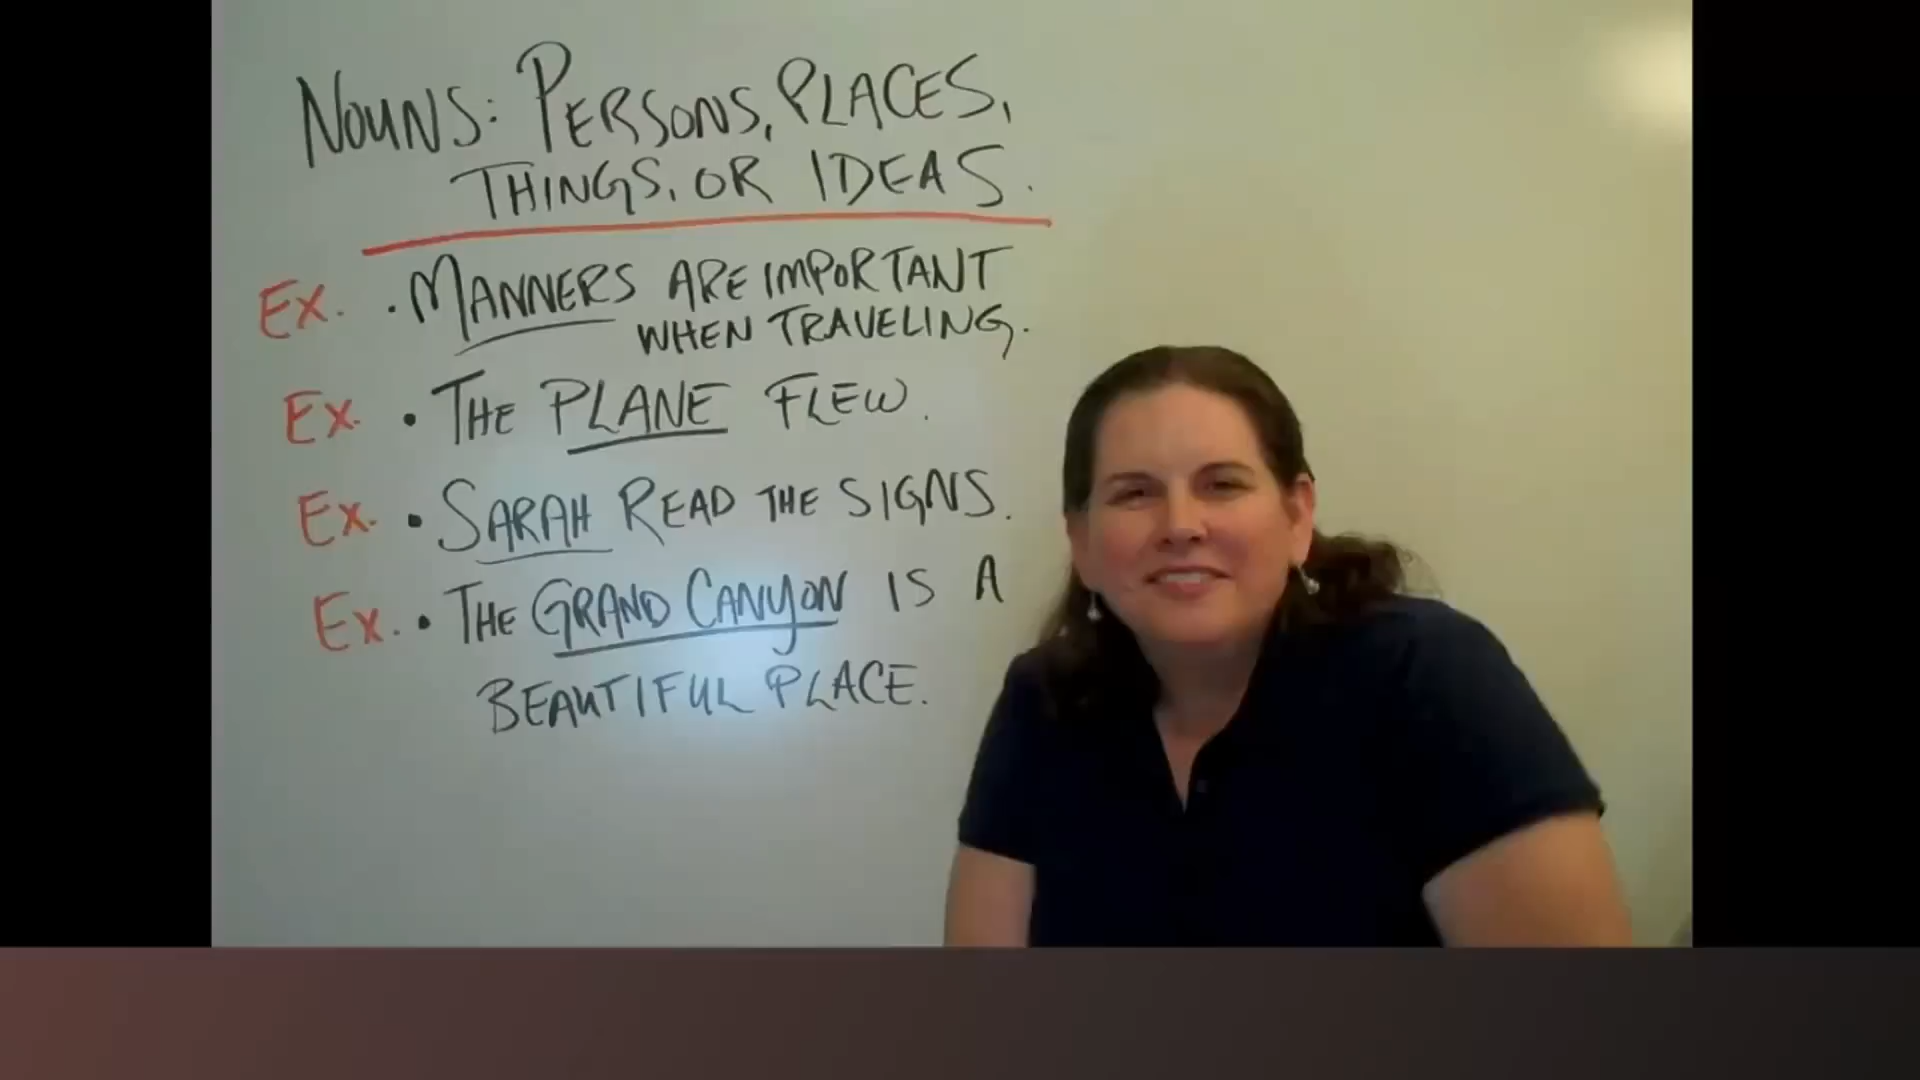 NOUNS: PERSONS, PLACES,
THINGS, OR IDEAS.
Ex. • MANNERS ARE IMPORTANT
WHEN TRAVELING.
Ex. • THE PLANE FLEW.
Ex. • SARAH READ THE SIGNS.
Ex. • THE GRAND CANYON IS A
BEAUTIFUL PLACE.